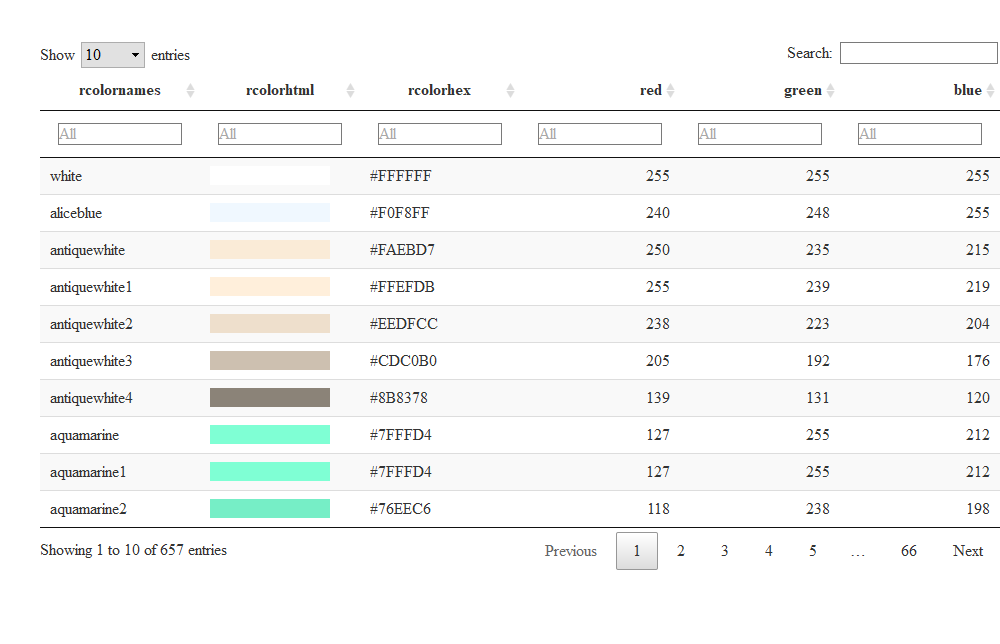 Show 10 entries Search:
rcolornames rcolorhtml rcolorhex red green blue
All All All All All All
white #FFFFFF 255 255 255
aliceblue #F0F8FF 240 248 255
antiquewhite #FAEBD7 250 235 215
antiquewhite1 #FFEFDB 255 239 219
antiquewhite2 #EEDFCC 238 223 204
antiquewhite3 #CDC0B0 205 192 176
antiquewhite4 #8B8378 139 131 120
aquamarine #7FFFD4 127 255 212
aquamarine1 #7FFFD4 127 255 212
aquamarine2 #76EEC6 118 238 198
Showing 1 to 10 of 657 entries Previous 1 2 3 4 5 … 66 Next